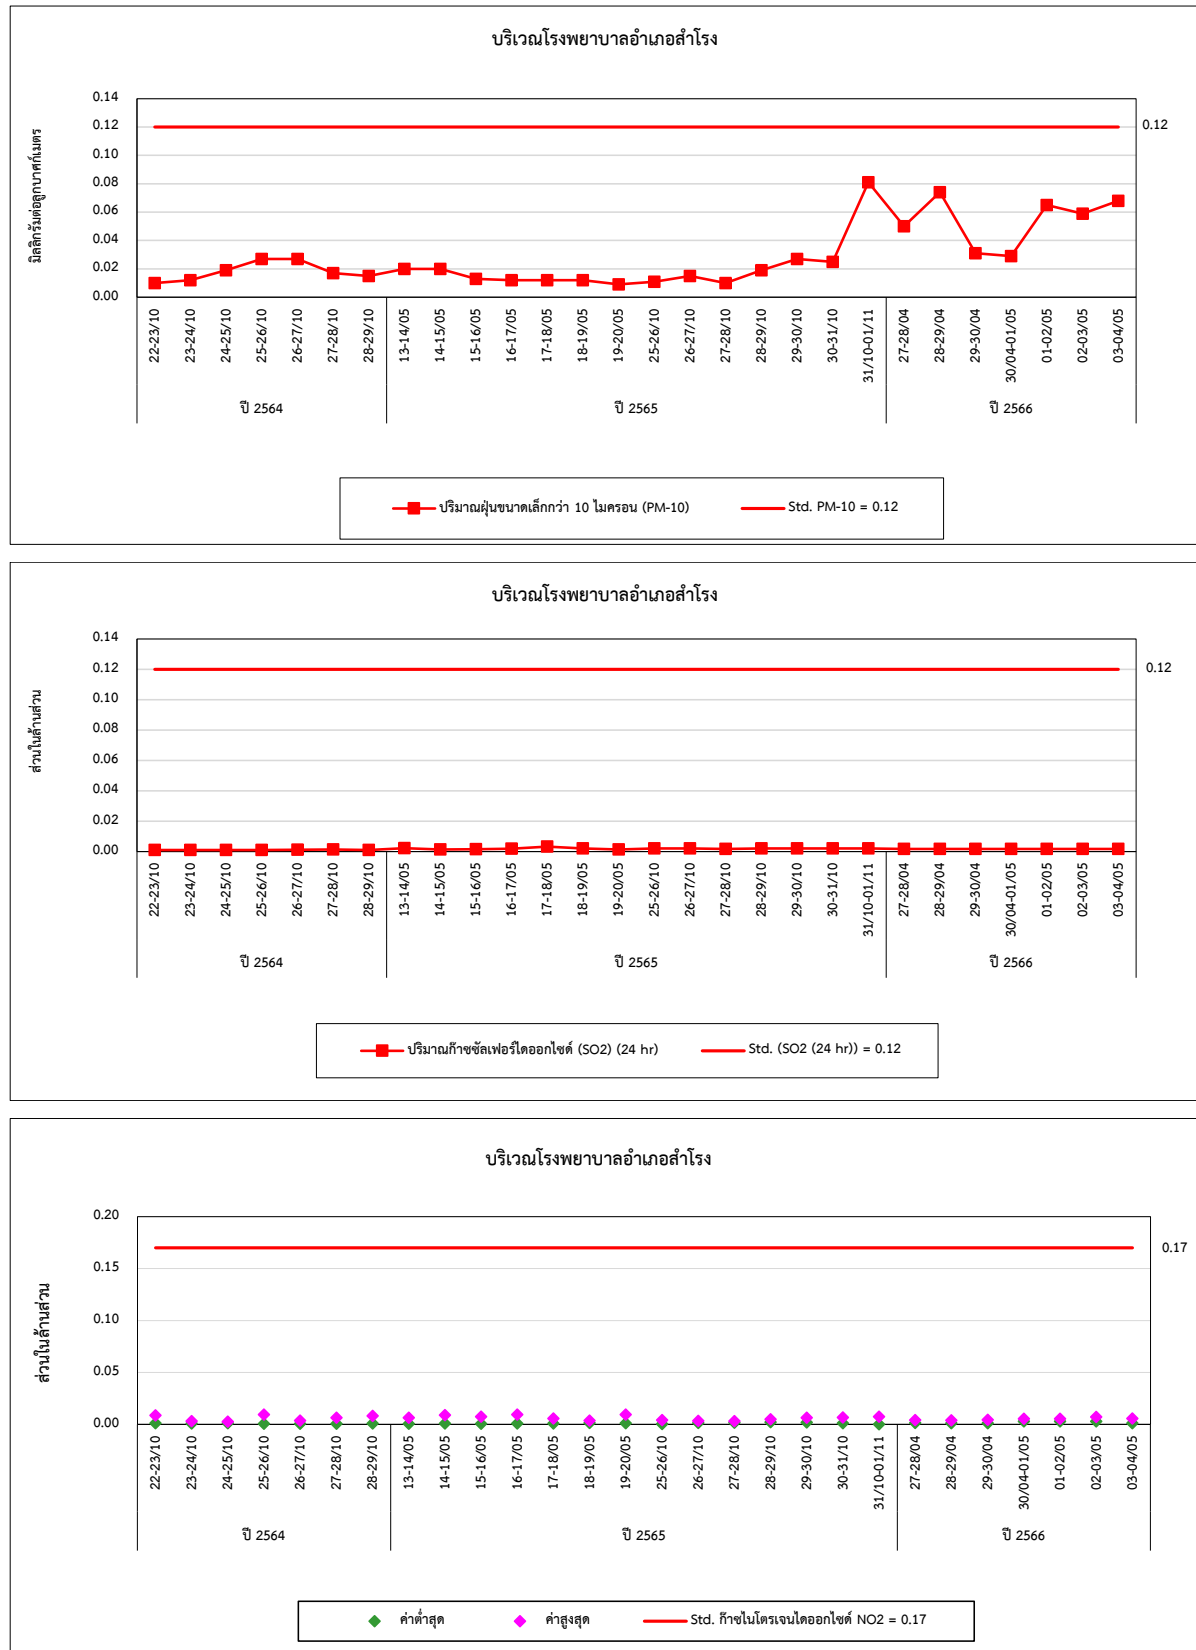 บริเวณโรงพยาบาลอำเภอสำโรง
มิลลิกรัมต่อลูกบาศก์เมตร
0.14
0.12
0.10
0.08
0.06
0.04
0.02
0.00
0.12
22-23/10 23-24/10 24-25/10 25-26/10 26-27/10 27-28/10 28-29/10 13-14/05 14-15/05 15-16/05 16-17/05 17-18/05 18-19/05 19-20/05 25-26/10 26-27/10 27-28/10 28-29/10 29-30/10 30-31/10 31/10-01/11 27-28/04 28-29/04 29-30/04 30/04-01/05 01-02/05 02-03/05 03-04/05
ปี 2564 ปี 2565 ปี 2566
ปริมาณฝุ่นขนาดเล็กกว่า 10 ไมครอน (PM-10) Std. PM-10 = 0.12
บริเวณโรงพยาบาลอำเภอสำโรง
ส่วนในล้านส่วน
0.14
0.12
0.10
0.08
0.06
0.04
0.02
0.00
0.12
22-23/10 23-24/10 24-25/10 25-26/10 26-27/10 27-28/10 28-29/10 13-14/05 14-15/05 15-16/05 16-17/05 17-18/05 18-19/05 19-20/05 25-26/10 26-27/10 27-28/10 28-29/10 29-30/10 30-31/10 31/10-01/11 27-28/04 28-29/04 29-30/04 30/04-01/05 01-02/05 02-03/05 03-04/05
ปี 2564 ปี 2565 ปี 2566
ปริมาณก๊าซซัลเฟอร์ไดออกไซด์ (SO2) (24 hr) Std. (SO2 (24 hr)) = 0.12
บริเวณโรงพยาบาลอำเภอสำโรง
ส่วนในล้านส่วน
0.20
0.15
0.10
0.05
0.00
0.17
22-23/10 23-24/10 24-25/10 25-26/10 26-27/10 27-28/10 28-29/10 13-14/05 14-15/05 15-16/05 16-17/05 17-18/05 18-19/05 19-20/05 25-26/10 26-27/10 27-28/10 28-29/10 29-30/10 30-31/10 31/10-01/11 27-28/04 28-29/04 29-30/04 30/04-01/05 01-02/05 02-03/05 03-04/05
ปี 2564 ปี 2565 ปี 2566
ค่าต่ำสุด ค่าสูงสุด Std. ก๊าซไนโตรเจนไดออกไซด์ NO2 = 0.17